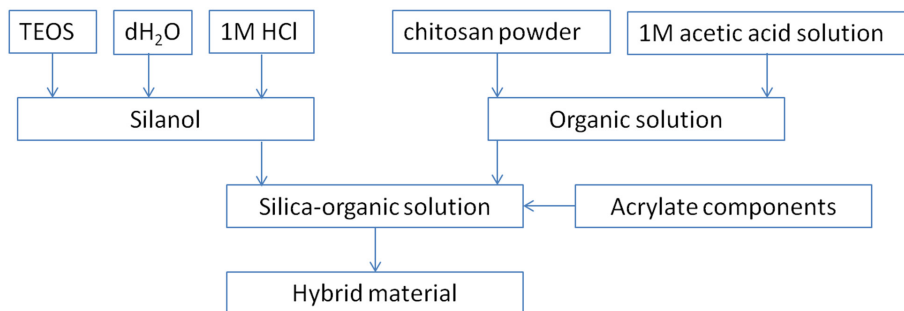 TEOS
dH₂O
1M HCl
chitosan powder
1M acetic acid solution
Silanol
Organic solution
Silica-organic solution
Acrylate components
Hybrid material